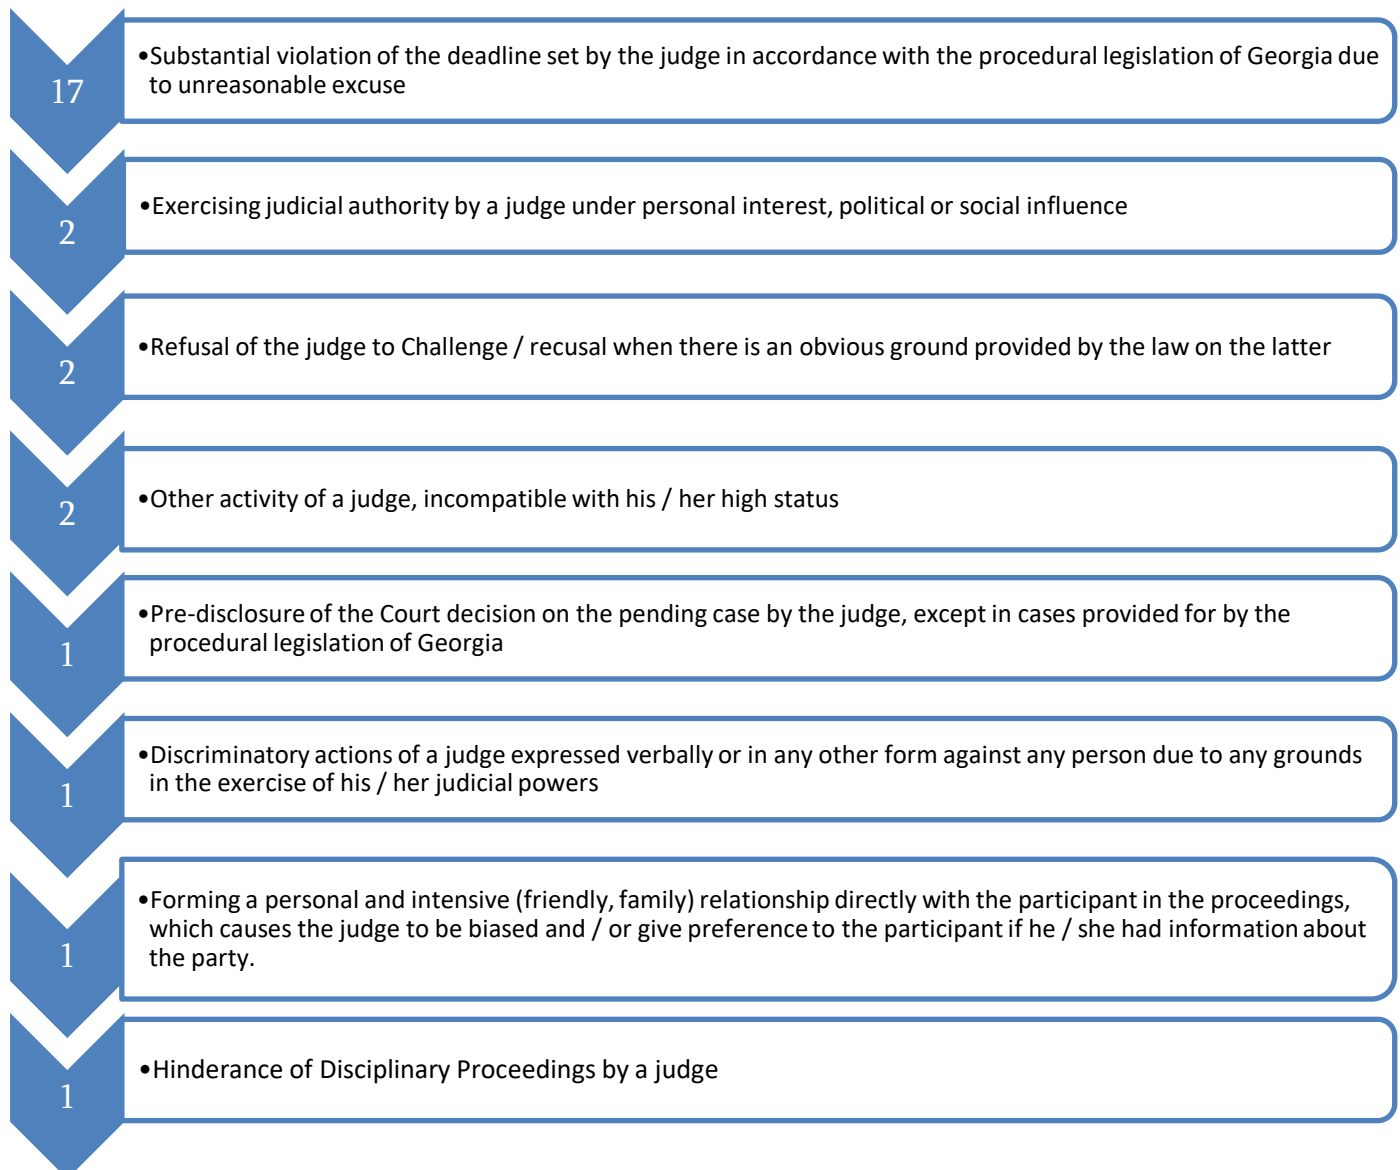 17
•Substantial violation of the deadline set by the judge in accordance with the procedural legislation of Georgia due
to unreasonable excuse
2
•Exercising judicial authority by a judge under personal interest, political or social influence
2
•Refusal of the judge to Challenge / recusal when there is an obvious ground provided by the law on the latter
2
•Other activity of a judge, incompatible with his / her high status
1
•Pre-disclosure of the Court decision on the pending case by the judge, except in cases provided for by the
procedural legislation of Georgia
1
•Discriminatory actions of a judge expressed verbally or in any other form against any person due to any grounds
in the exercise of his / her judicial powers
1
•Forming a personal and intensive (friendly, family) relationship directly with the participant in the proceedings,
which causes the judge to be biased and / or give preference to the participant if he / she had information about
the party.
1
•Hinderance of Disciplinary Proceedings by a judge